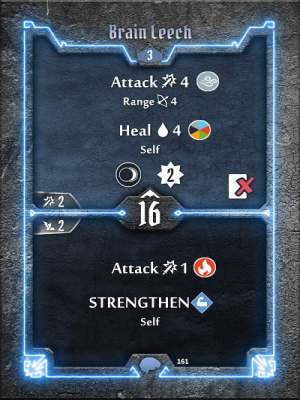 Brain Leech
3
Attack 4
Range 4
Heal 4
Self
2
2
16
2
Attack 1
STRENGTHEN
Self
161